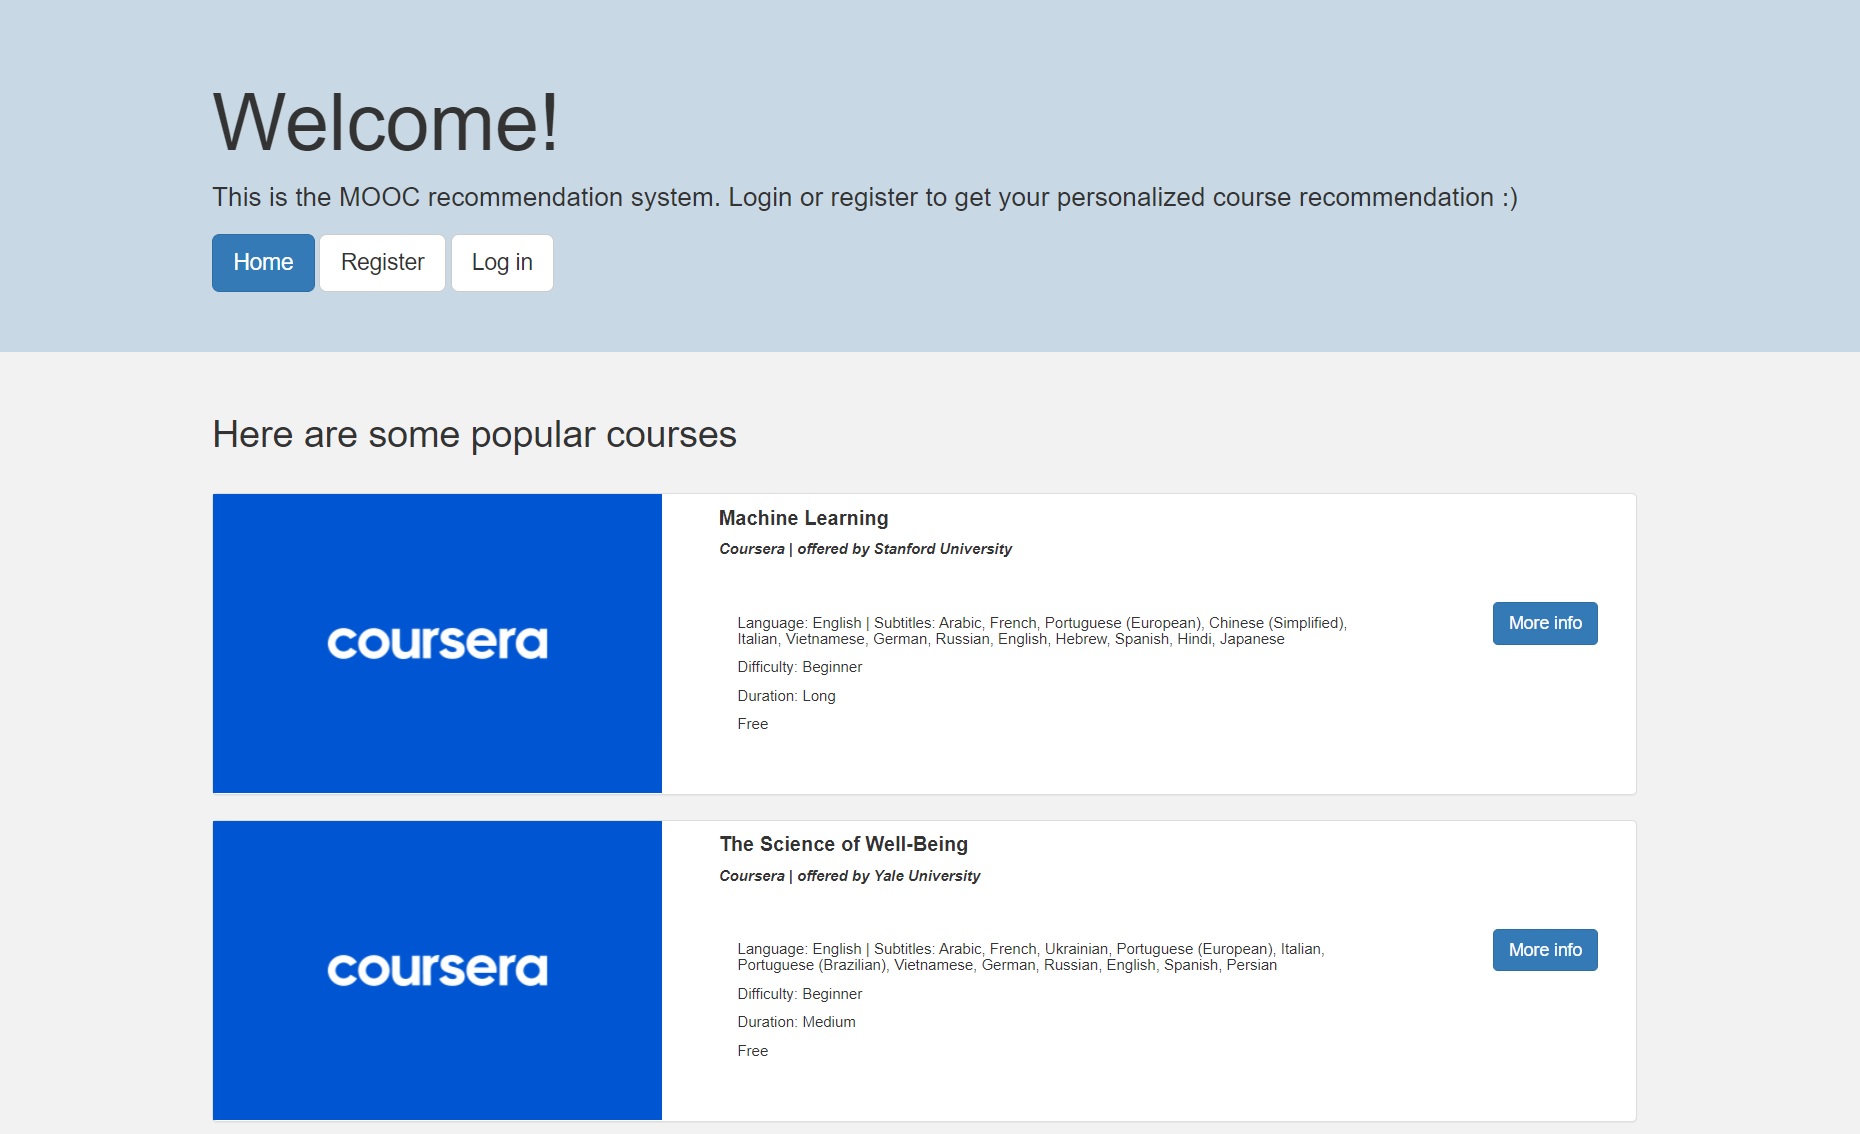 Welcome!
This is the MOOC recommendation system. Login or register to get your personalized course recommendation :)
Home
Register
Log in
Here are some popular courses
coursera
Machine Learning
Coursera | offered by Stanford University
Language: English | Subtitles: Arabic, French, Portuguese (European), Chinese (Simplified),
Italian, Vietnamese, German, Russian, English, Hebrew, Spanish, Hindi, Japanese
Difficulty: Beginner
Duration: Long
Free
More info
coursera
The Science of Well-Being
Coursera | offered by Yale University
Language: English | Subtitles: Arabic, French, Ukrainian, Portuguese (European), Italian,
Portuguese (Brazilian), Vietnamese, German, Russian, English, Spanish, Persian
Difficulty: Beginner
Duration: Medium
Free
More info